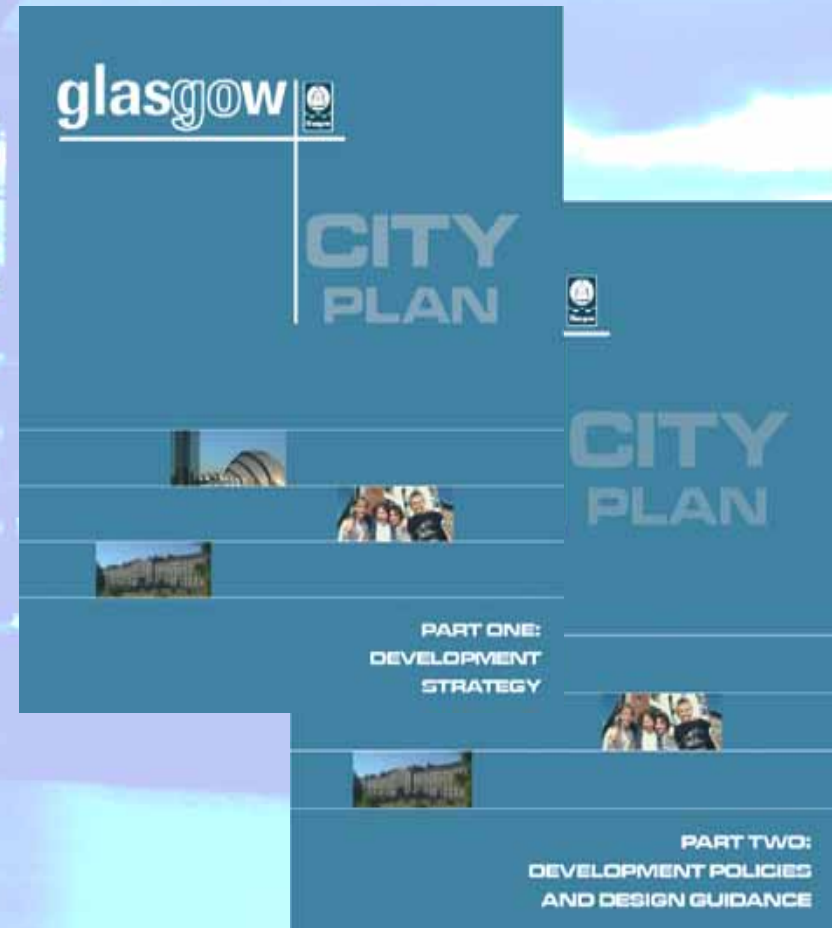 glasgow
CITY
PLAN
PART ONE:
DEVELOPMENT
STRATEGY
CITY
PLAN
PART TWO:
DEVELOPMENT POLICIES
AND DESIGN GUIDANCE